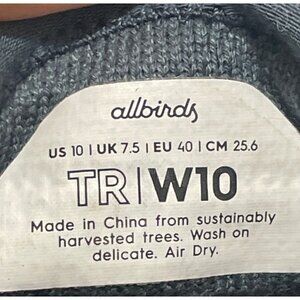 allbirds
US 10 | UK 7.5 | EU 40 | CM 25.6
TR|W10
Made in China from sustainably
harvested trees. Wash on
delicate. Air Dry.